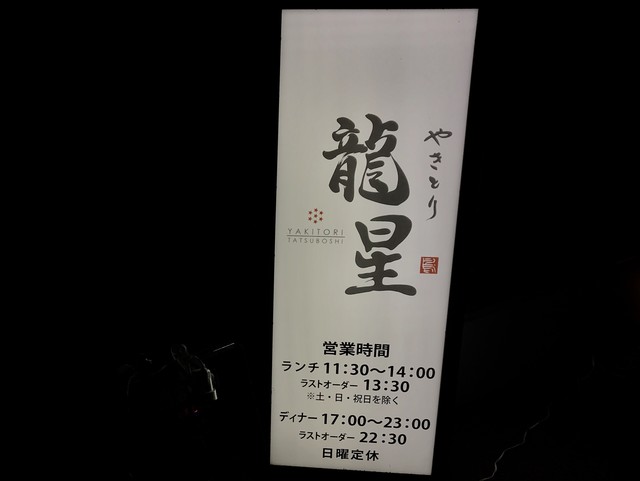 やきとり
龍星
YAKITORI
TATSUBOSHI
営業時間
ランチ 11:30～14:00
ラストオーダー 13:30
※土・日・祝日を除く
ディナー 17:00～23:00
ラストオーダー 22:30
日曜定休